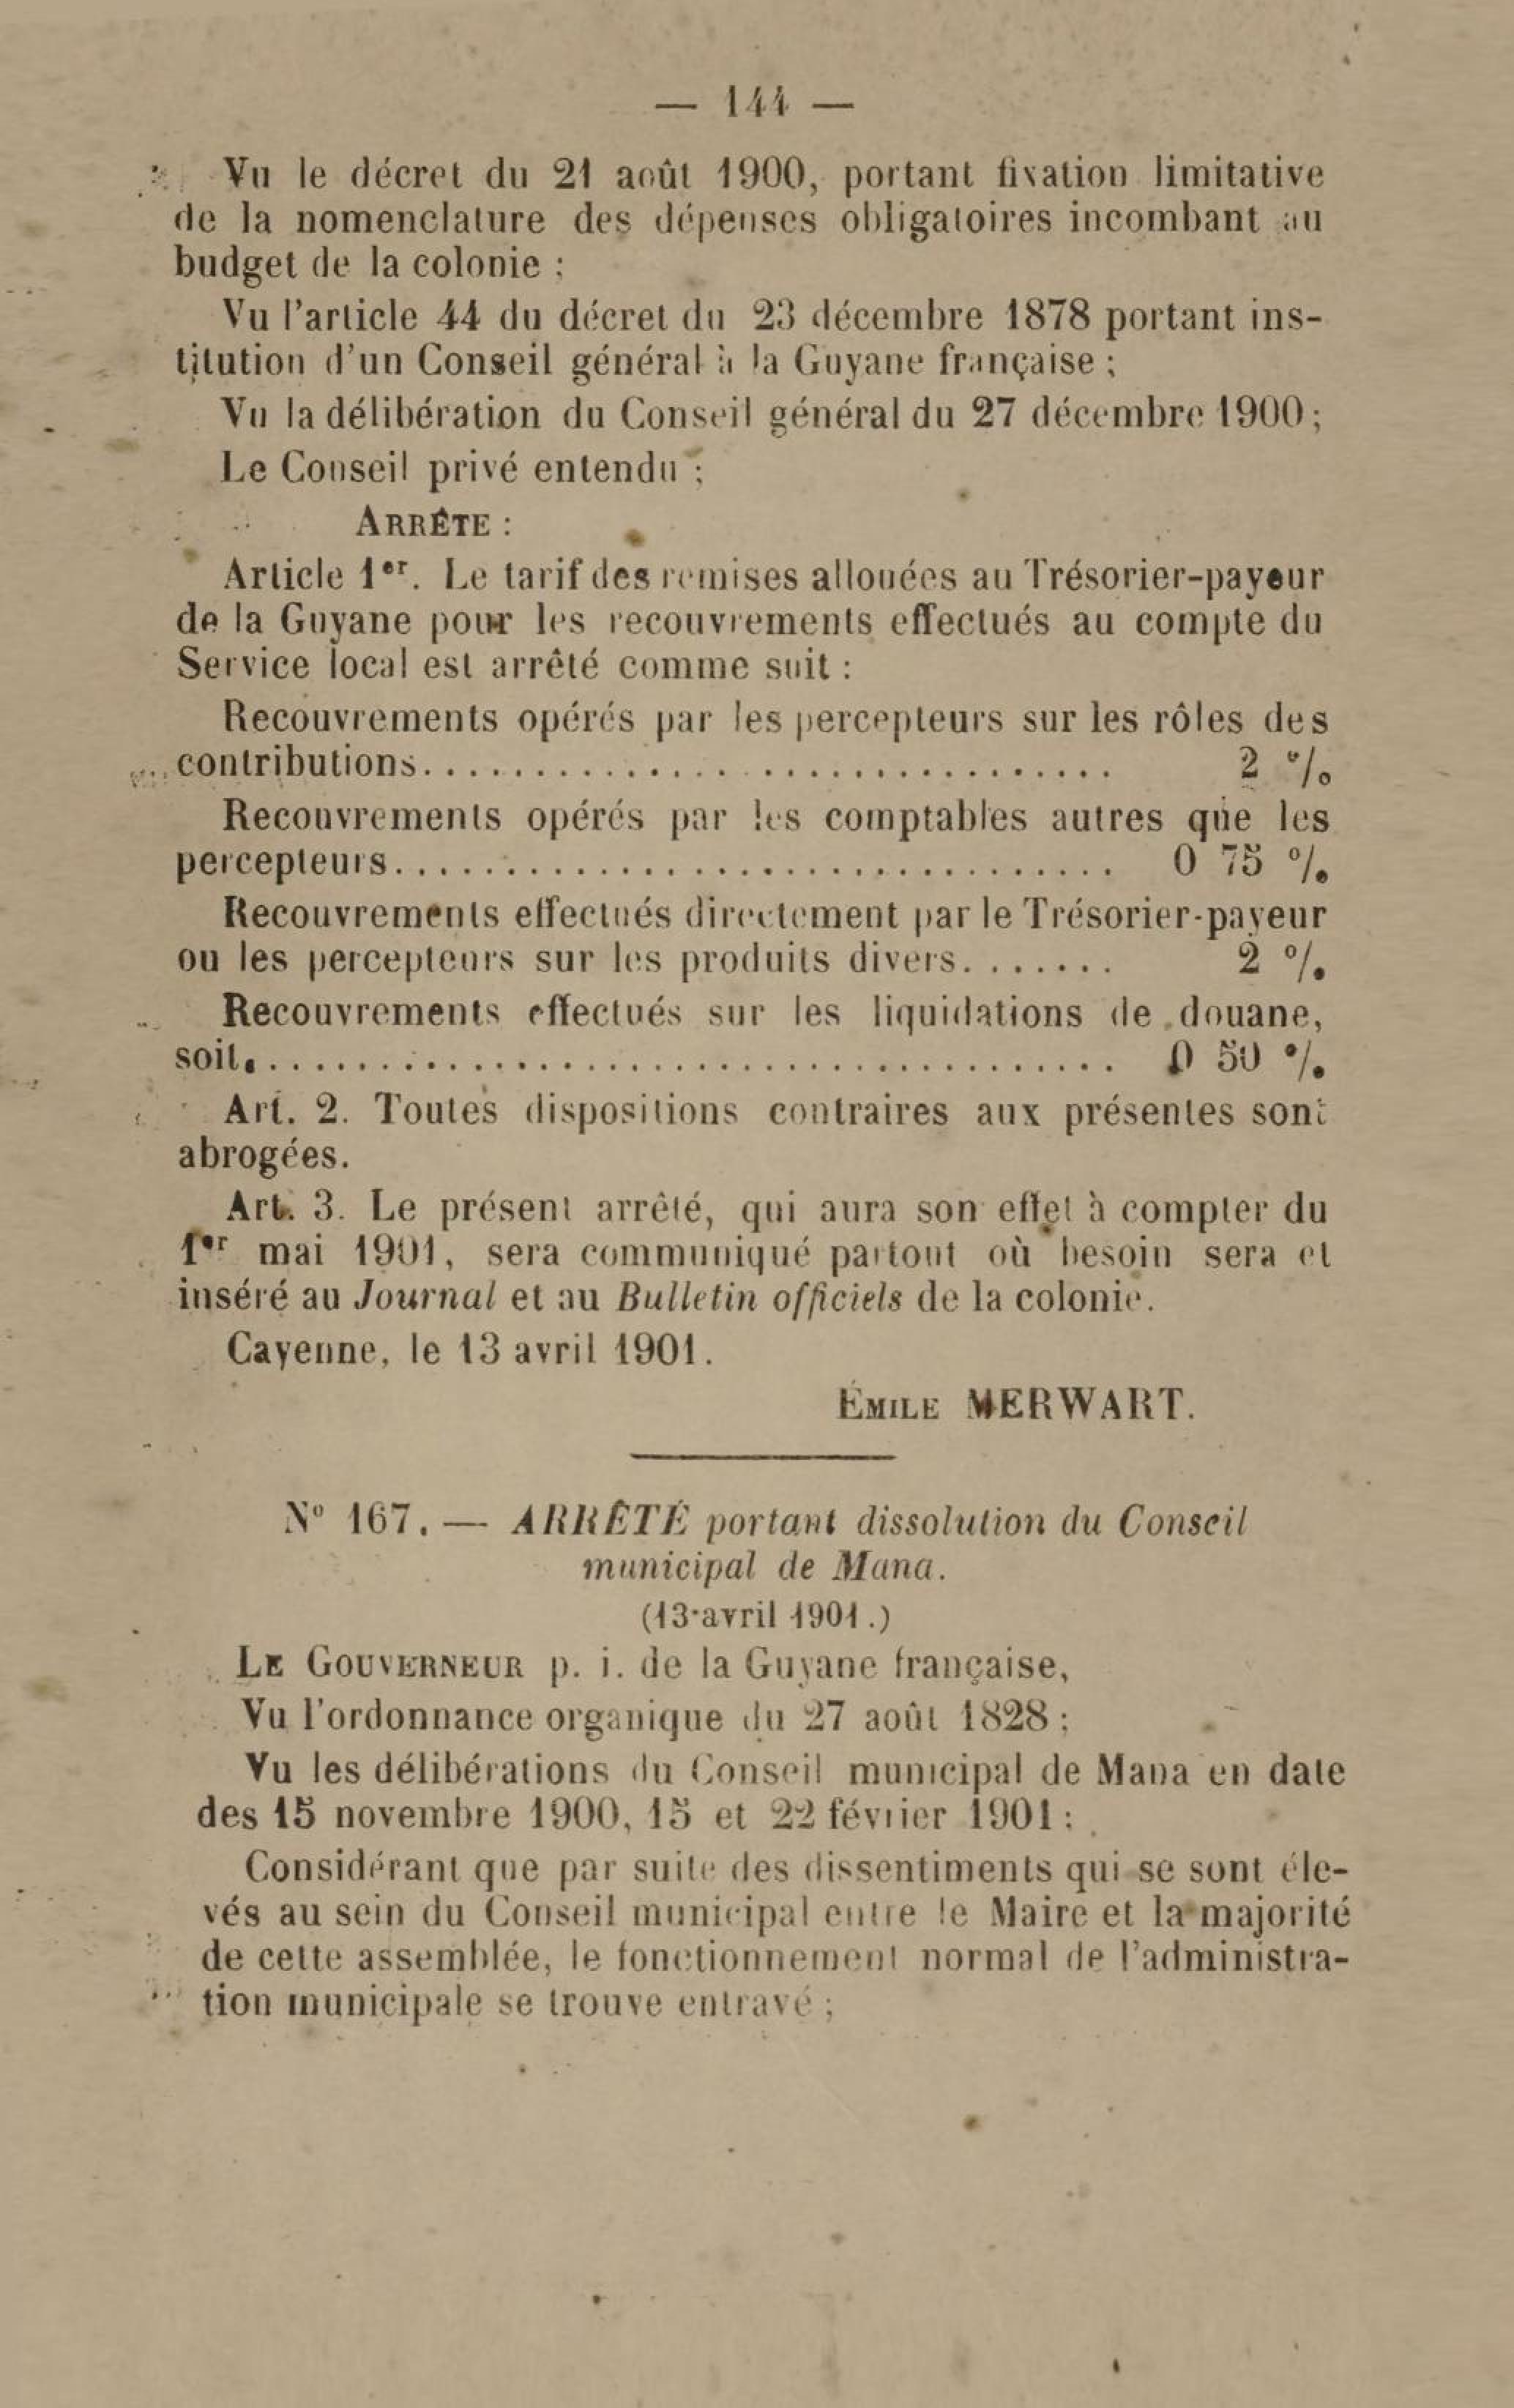 — 144 —
Vu le décret du 21 août 1900, portant fixation limitative
de la nomenclature des dépenses obligatoires incombant au
budget de la colonie ;
Vu l'article 44 du décret du 23 décembre 1878 portant ins-
titution d'un Conseil général à la Guyane française ;
Vu la délibération du Conseil général du 27 décembre 1900 ;
Le Conseil privé entendu ;
ARRÊTE :
Article 1er. Le tarif des remises allouées au Trésorier-payeur
de la Guyane pour les recouvrements effectués au compte du
Service local est arrêté comme suit :
Recouvrements opérés par les percepteurs sur les rôles des
contributions............................... 2 %
Recouvrements opérés par les comptables autres que les
percepteurs................................ 0 75 %
Recouvrements effectués directement par le Trésorier-payeur
ou les percepteurs sur les produits divers....... 2 %
Recouvrements effectués sur les liquidations de douane,
soit....................................... 0 50 %
Art. 2. Toutes dispositions contraires aux présentes sont
abrogées.
Art. 3. Le présent arrêté, qui aura son effet à compter du
1er mai 1901, sera communiqué partout où besoin sera et
inséré au Journal et au Bulletin officiels de la colonie.
Cayenne, le 13 avril 1901.
ÉMILE MERWART.
N° 167. — ARRÊTÉ portant dissolution du Conseil
municipal de Mana.
(13 avril 1901.)
LE GOUVERNEUR p. i. de la Guyane française,
Vu l'ordonnance organique du 27 août 1828 ;
Vu les délibérations du Conseil municipal de Mana en date
des 15 novembre 1900, 15 et 22 février 1901 ;
Considérant que par suite des dissentiments qui se sont éle-
vés au sein du Conseil municipal entre le Maire et la majorité
de cette assemblée, le fonctionnement normal de l'administra-
tion municipale se trouve entravé ;